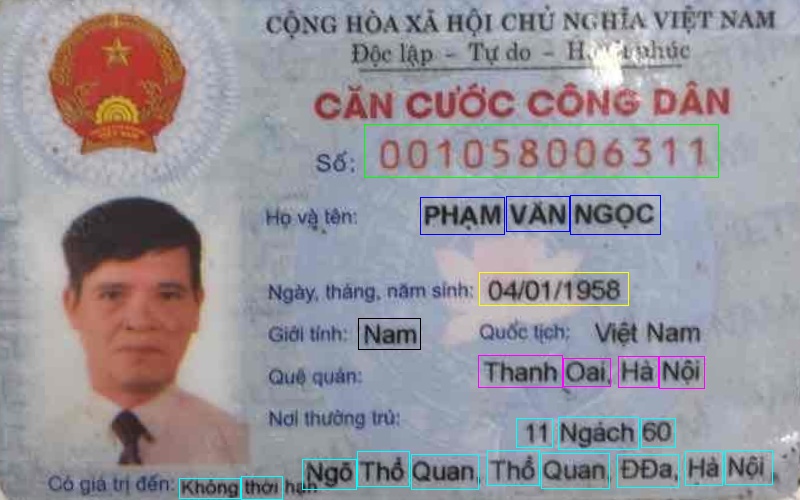 CỘNG HÒA XÃ HỘI CHỦ NGHĨA VIỆT NAM
Độc lập - Tự do - Hạnh phúc
CĂN CƯỚC CÔNG DÂN
Số: 001058006311
Họ và tên: PHẠM VĂN NGỌC
Ngày, tháng, năm sinh: 04/01/1958
Giới tính: Nam Quốc tịch: Việt Nam
Quê quán: Thanh Oai, Hà Nội
Nơi thường trú: 11 Ngách 60
Ngõ Thổ Quan, Thổ Quan, ĐĐa, Hà Nội
Có giá trị đến: Không thời hạn